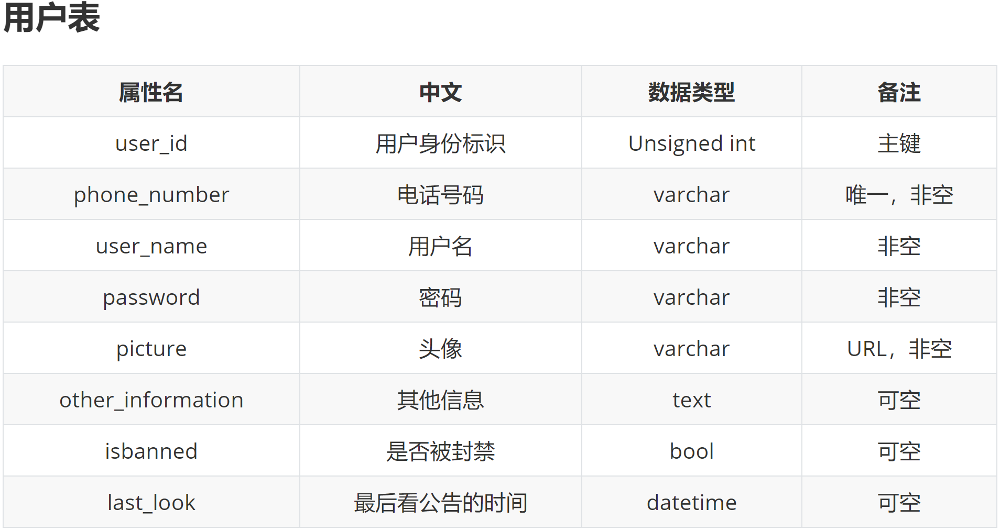 用户表
属性名 中文 数据类型 备注
user_id 用户身份标识 Unsigned int 主键
phone_number 电话号码 varchar 唯一，非空
user_name 用户名 varchar 非空
password 密码 varchar 非空
picture 头像 varchar URL，非空
other_information 其他信息 text 可空
isbanned 是否被封禁 bool 可空
last_look 最后看公告的时间 datetime 可空